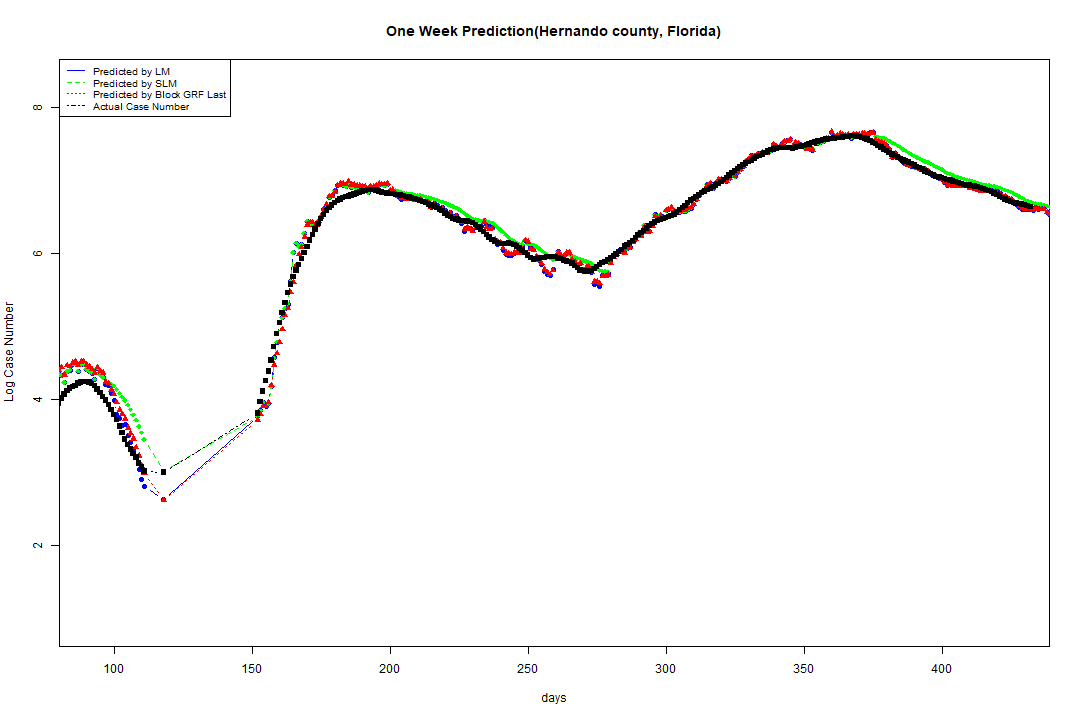 One Week Prediction(Hernando county, Florida)
Predicted by LM
Predicted by SLM
Predicted by Block GRF Last
Actual Case Number
8
6
4
2
Log Case Number
100 150 200 250 300 350 400
days